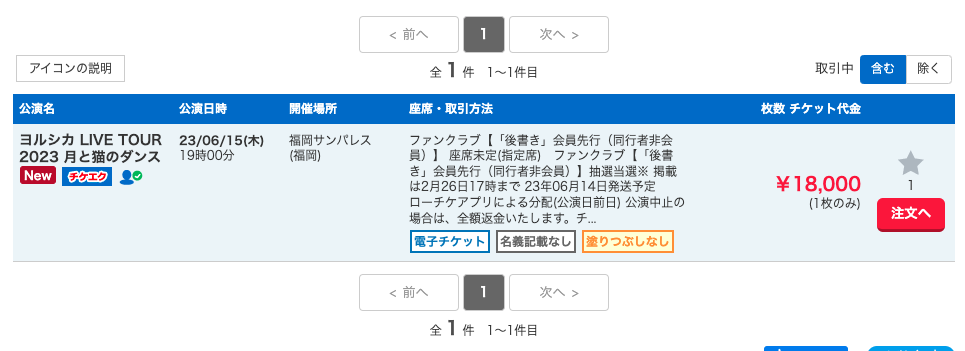 < 前へ 1 次へ >
全 1 件 1〜1件目
アイコンの説明 取引中 含む 除く
公演名 公演日時 開催場所 座席・取引方法 枚数 チケット代金
ヨルシカ LIVE TOUR
2023 月と猫のダンス
New チケエク
23/06/15(木)
19時00分
福岡サンパレス
(福岡)
ファンクラブ【「後書き」会員先行（同行者非会
員）】 座席未定(指定席) ファンクラブ【「後書
き」会員先行（同行者非会員）】抽選当選※ 掲載
は2月26日17時まで 23年06月14日発送予定
ローチケアプリによる分配(公演日前日) 公演中止の
場合は、全額返金いたします。チ...
電子チケット 名義記載なし 塗りつぶしなし
￥18,000
(1枚のみ)
1
注文へ
< 前へ 1 次へ >
全 1 件 1〜1件目